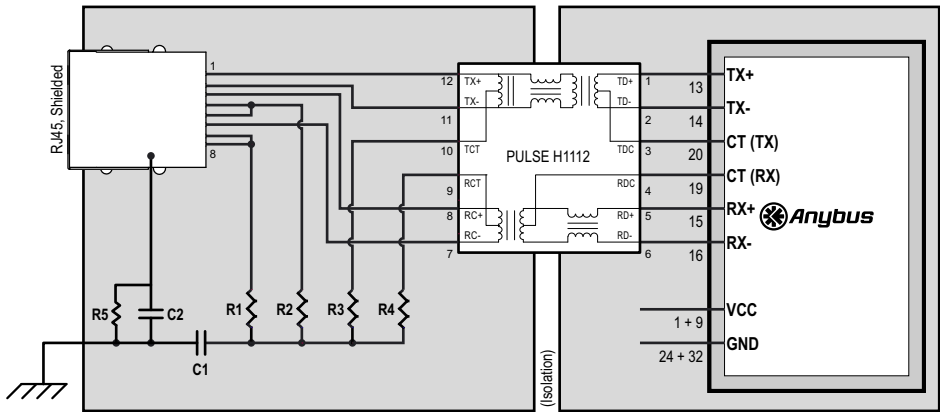 RJ45, Shielded
1
8
12
11
10
9
8
7
TX+
TX-
TCT
RCT
RC+
RC-
PULSE H1112
TD+
TD-
TDC
RDC
RD+
RD-
1
2
3
4
5
6
13
14
20
19
15
16
1 + 9
24 + 32
TX+
TX-
CT (TX)
CT (RX)
RX+
RX-
VCC
GND
Anybus
R5
C2
C1
R1
R2
R3
R4
(Isolation)